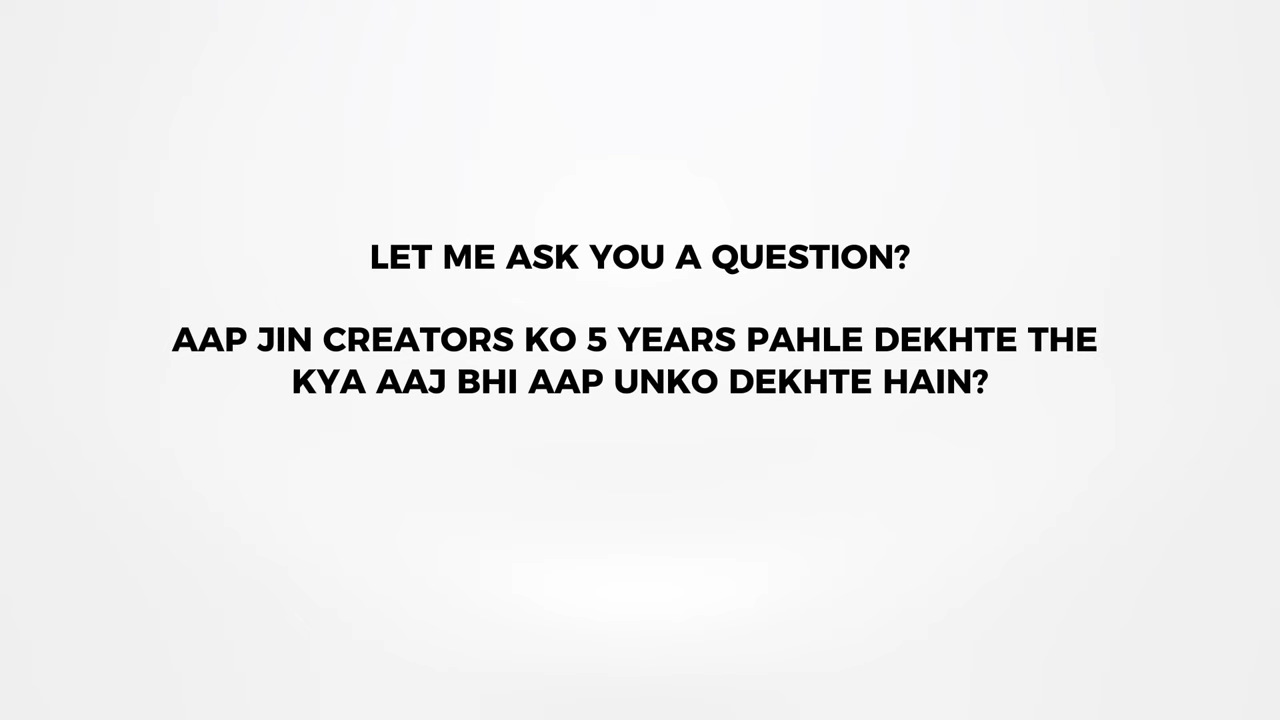 LET ME ASK YOU A QUESTION?
AAP JIN CREATORS KO 5 YEARS PAHLE DEKHTE THE
KYA AAJ BHI AAP UNKO DEKHTE HAIN?